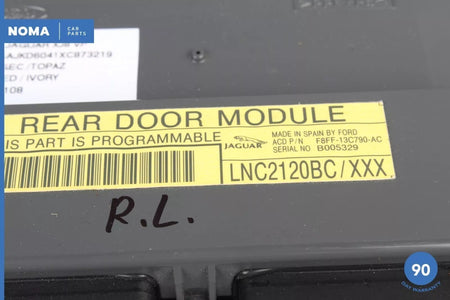 NOMA CAR PARTS
SEC /TOPAZ
ED / IVORY
108
REAR DOOR MODULE
IS PART IS PROGRAMMABLE
JAGUAR
MADE IN SPAIN BY FORD
ACD P/N F8FF-13C790-AC
SERIAL NO B005329
LNC2120BC/XXX
R.L.
90
DAY WARRANTY